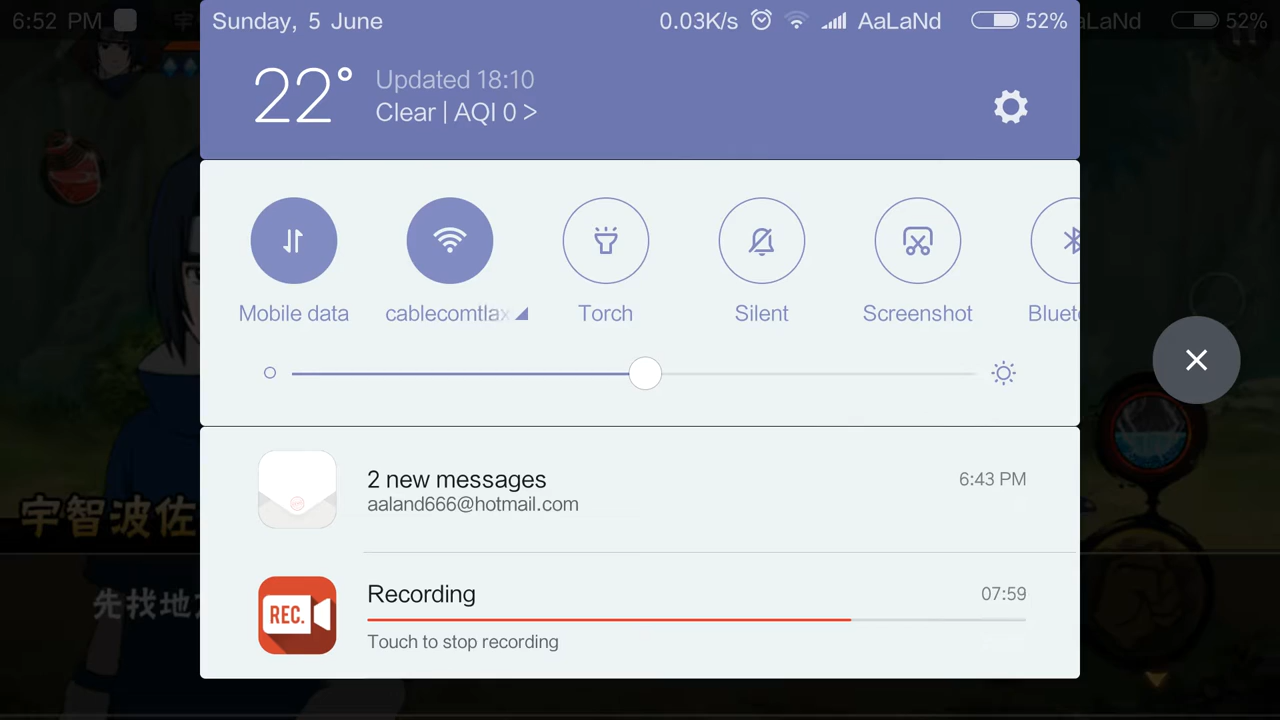 6:52 PM
Sunday, 5 June
0.03K/s
AaLaNd
52%
aLaNd
52%
22°
Updated 18:10
Clear | AQI 0 >
Mobile data
cablecomtlax
Torch
Silent
Screenshot
Bluet
2 new messages
6:43 PM
aaland666@hotmail.com
宇智波佐
REC.
Recording
07:59
Touch to stop recording
先找地